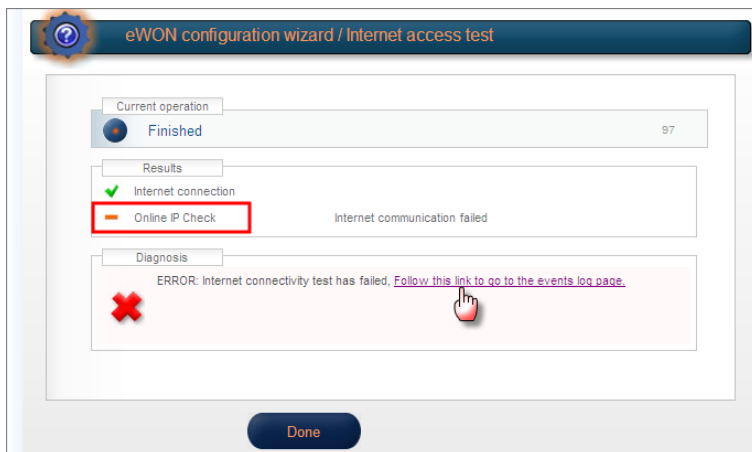 eWON configuration wizard / Internet access test
Current operation
Finished 97
Results
Internet connection
Online IP Check Internet communication failed
Diagnosis
ERROR: Internet connectivity test has failed, Follow this link to go to the events log page.
Done